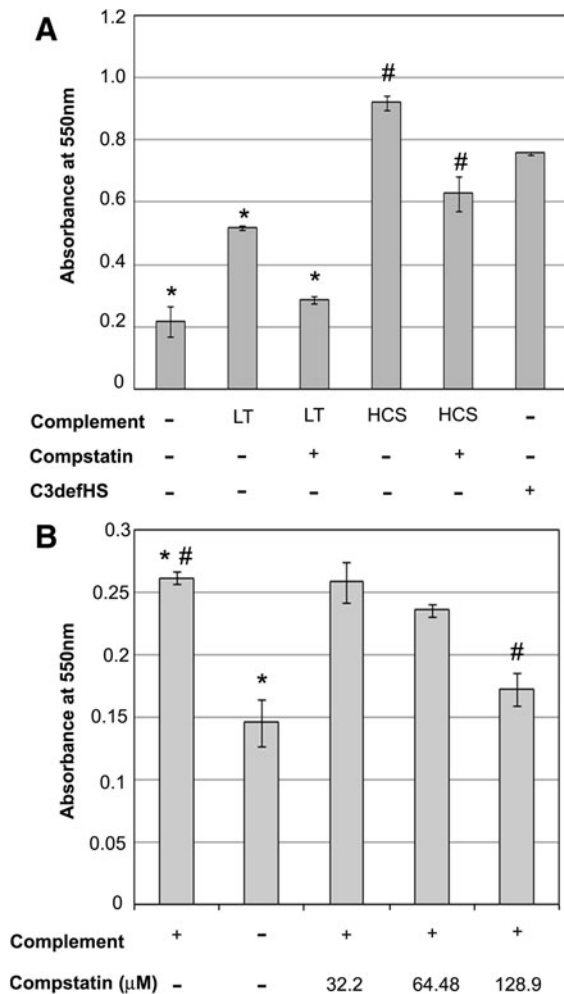 A
1.2
#
1.0
0.8
#
*
0.6
*
0.4
*
0.2
0
Absorbance at 550nm
Complement - LT LT HCS HCS -
Compstatin - - + - + -
C3defHS - - - - - +
B
0.3
* #
0.25
#
0.2
*
0.15
0.1
0.05
0
Absorbance at 550nm
Complement + - + + +
Compstatin (μM) - - 32.2 64.48 128.9